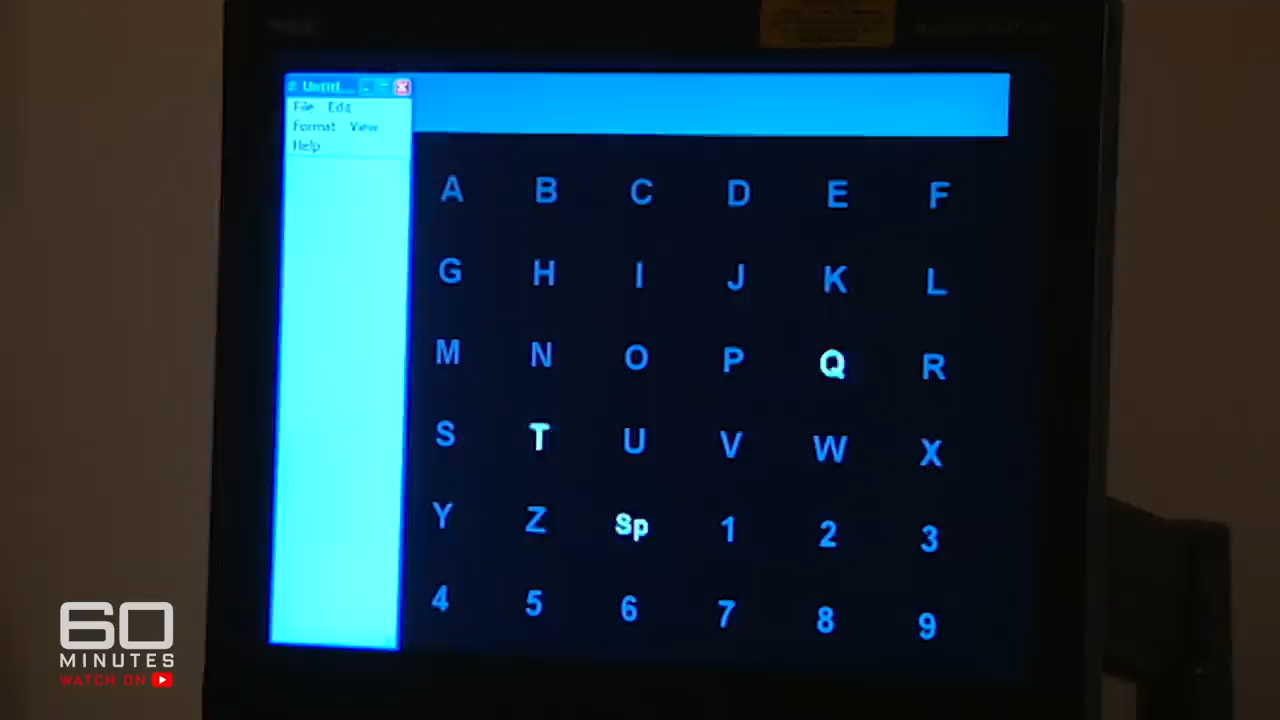 NEC
Untitl...
File Edit
Format View
Help
A B C D E F
G H I J K L
M N O P Q R
S T U V W X
Y Z Sp 1 2 3
4 5 6 7 8 9
60
MINUTES
WATCH ON